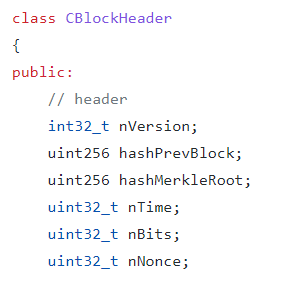 class CBlockHeader
{
public:
    // header
    int32_t nVersion;
    uint256 hashPrevBlock;
    uint256 hashMerkleRoot;
    uint32_t nTime;
    uint32_t nBits;
    uint32_t nNonce;